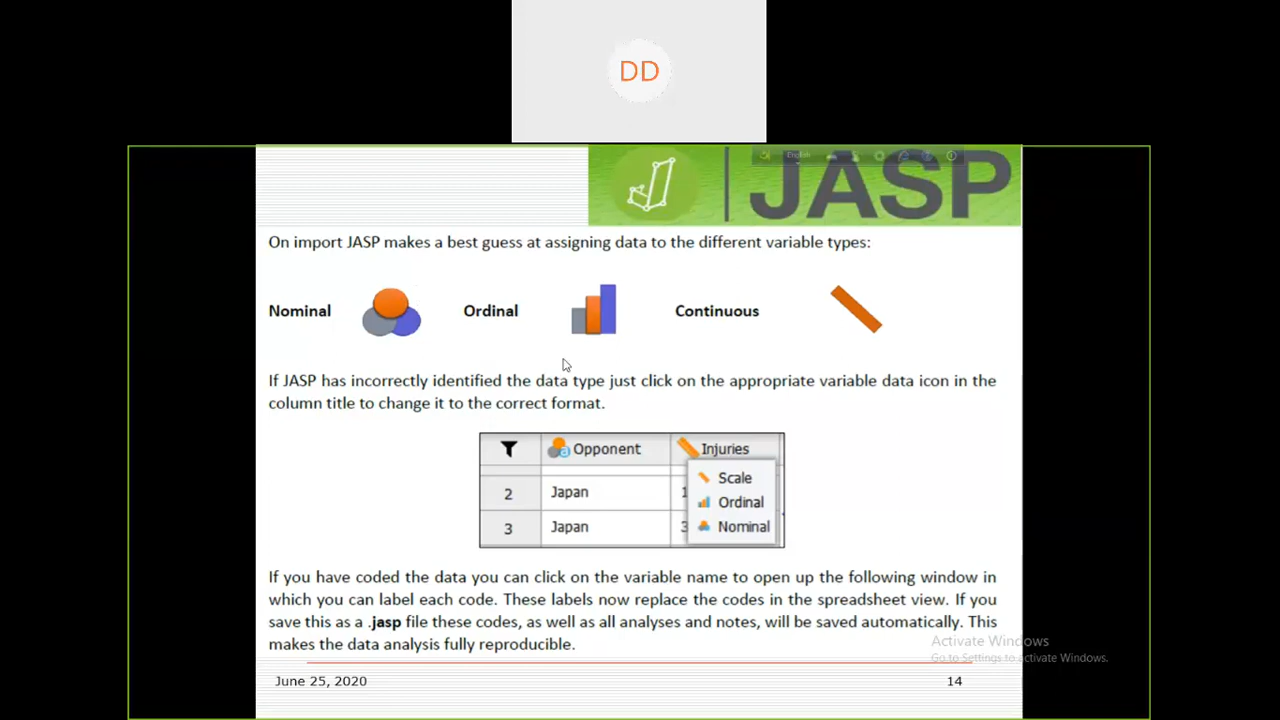 DD
English
JASP
On import JASP makes a best guess at assigning data to the different variable types:
Nominal Ordinal Continuous
If JASP has incorrectly identified the data type just click on the appropriate variable data icon in the
column title to change it to the correct format.
Opponent Injuries
Scale
2 Japan 1 Ordinal
3 Japan 3 Nominal
If you have coded the data you can click on the variable name to open up the following window in
which you can label each code. These labels now replace the codes in the spreadsheet view. If you
save this as a .jasp file these codes, as well as all analyses and notes, will be saved automatically. This
makes the data analysis fully reproducible.
Activate Windows
Go to Settings to activate Windows.
June 25, 2020 14